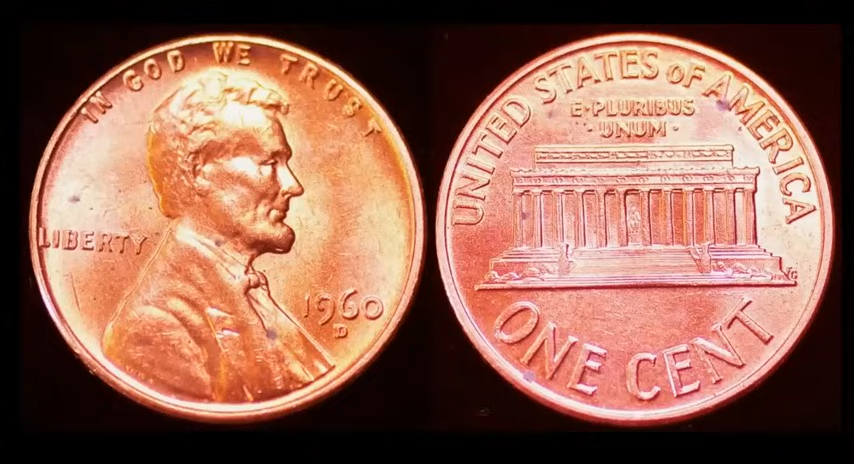 IN GOD WE TRUST
LIBERTY
1960
D
UNITED STATES OF AMERICA
E·PLURIBUS
·UNUM·
ONE CENT